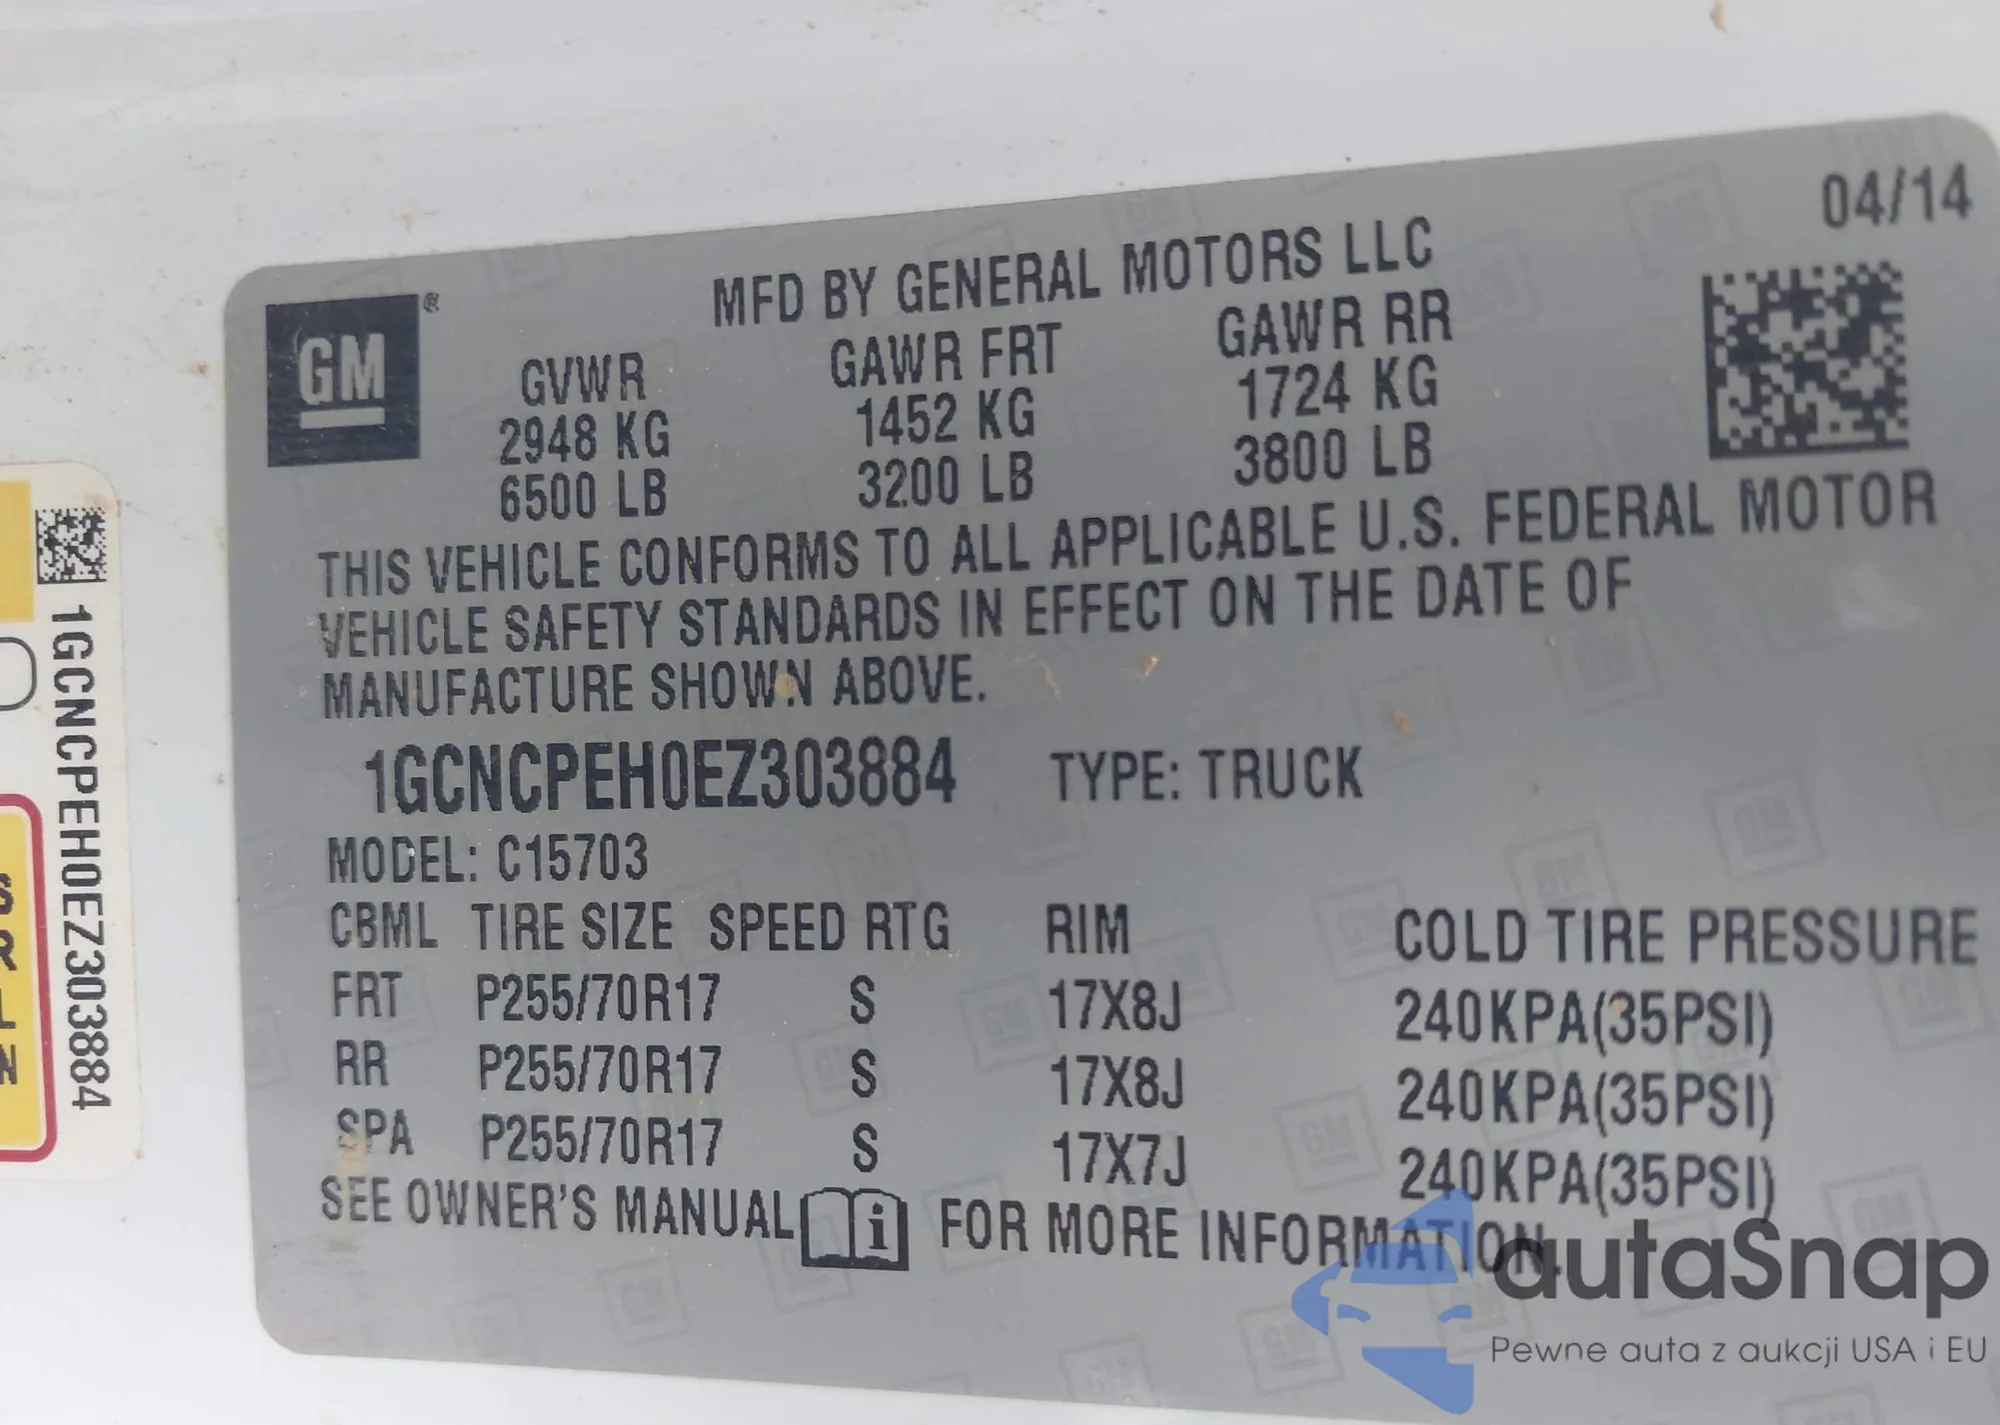 04/14
MFD BY GENERAL MOTORS LLC
GM ®
GVWR GAWR FRT GAWR RR
2948 KG 1452 KG 1724 KG
6500 LB 3200 LB 3800 LB
THIS VEHICLE CONFORMS TO ALL APPLICABLE U.S. FEDERAL MOTOR
VEHICLE SAFETY STANDARDS IN EFFECT ON THE DATE OF
MANUFACTURE SHOWN ABOVE.
1GCNCPEH0EZ303884 TYPE: TRUCK
MODEL: C15703
CBML TIRE SIZE SPEED RTG RIM COLD TIRE PRESSURE
FRT P255/70R17 S 17X8J 240KPA(35PSI)
RR P255/70R17 S 17X8J 240KPA(35PSI)
SPA P255/70R17 S 17X7J 240KPA(35PSI)
SEE OWNER'S MANUAL i FOR MORE INFORMATION.
1GCNCPEH0EZ303884
autaSnap
Pewne auta z aukcji USA i EU